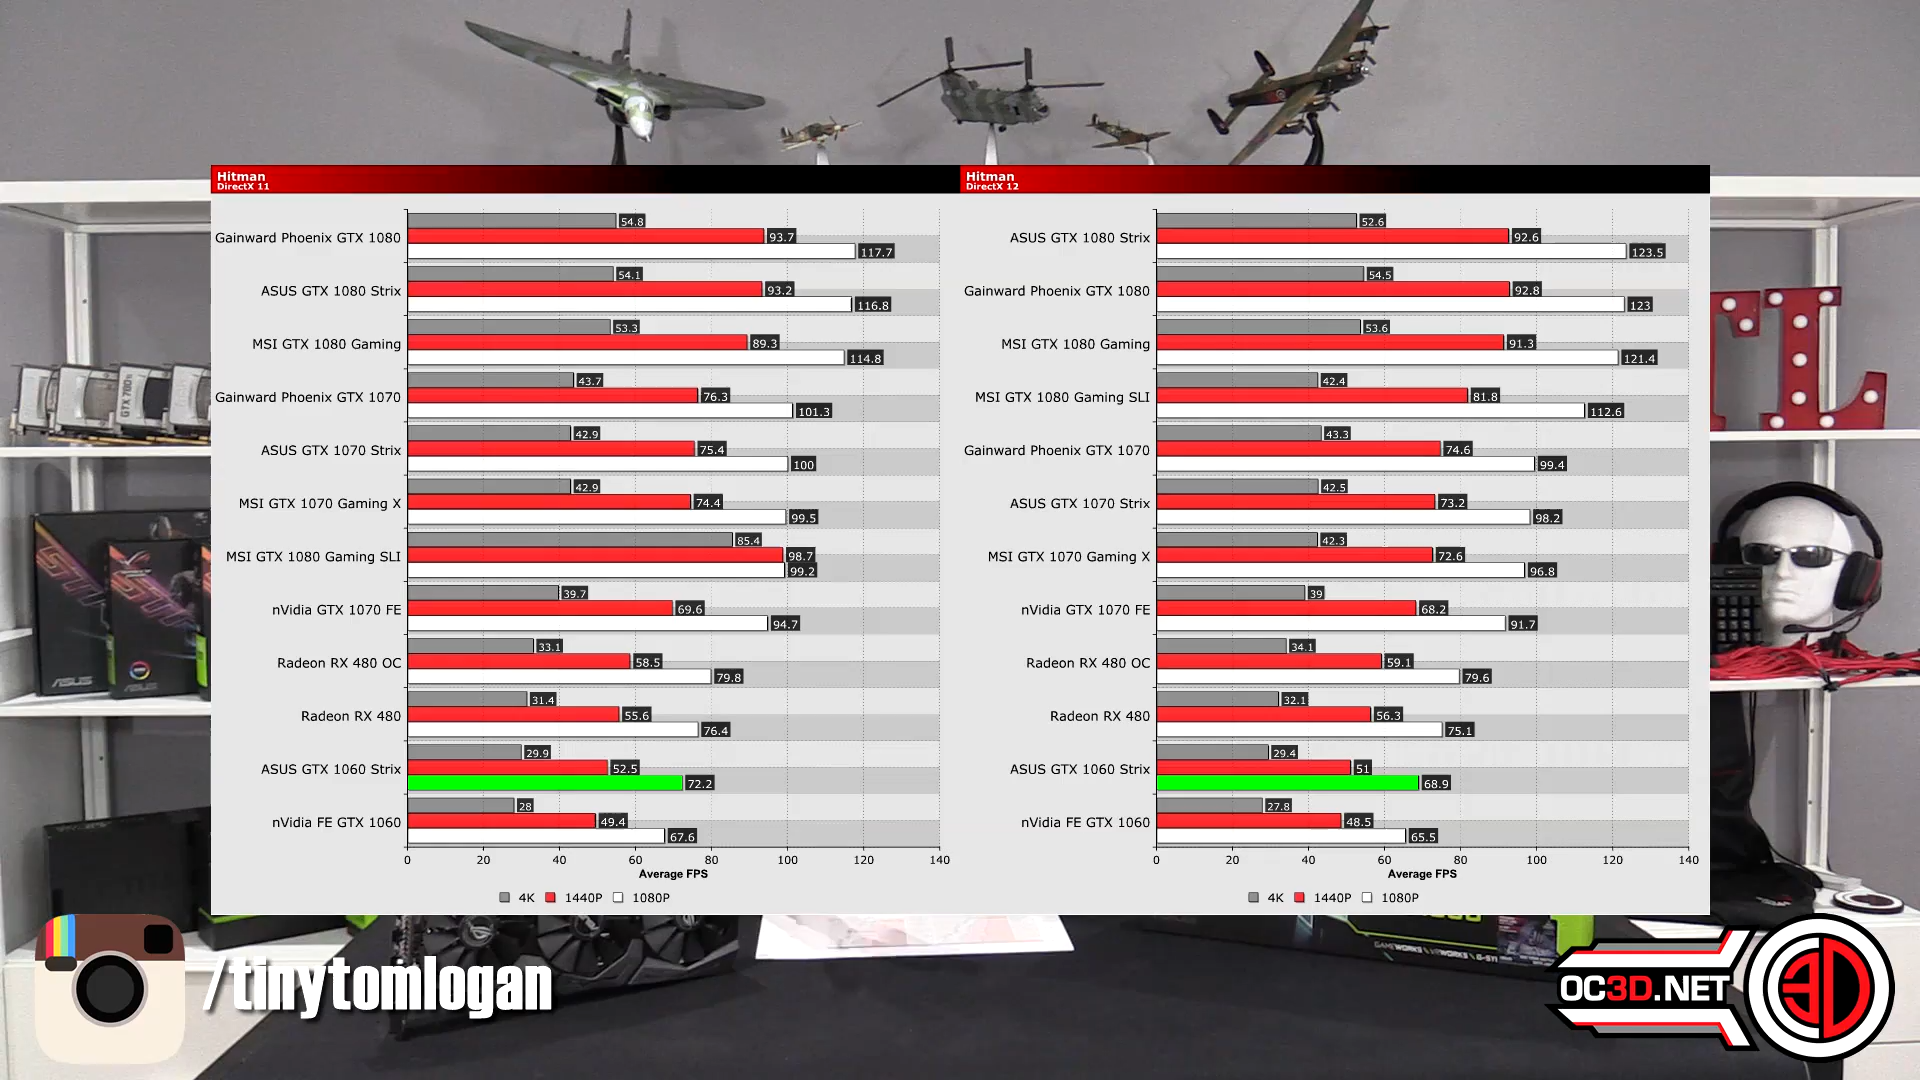 Hitman
DirectX 11
Gainward Phoenix GTX 1080
54.8
93.7
117.7
ASUS GTX 1080 Strix
54.1
93.2
116.8
MSI GTX 1080 Gaming
53.3
89.3
114.8
Gainward Phoenix GTX 1070
43.7
76.3
101.3
ASUS GTX 1070 Strix
42.9
75.4
100
MSI GTX 1070 Gaming X
42.9
74.4
99.5
MSI GTX 1080 Gaming SLI
85.4
98.7
99.2
nVidia GTX 1070 FE
39.7
69.6
94.7
Radeon RX 480 OC
33.1
58.5
79.8
Radeon RX 480
31.4
55.6
76.4
ASUS GTX 1060 Strix
29.9
52.5
72.2
nVidia FE GTX 1060
28
49.4
67.6
0 20 40 60 80 100 120 140
Average FPS
4K 1440P 1080P
Hitman
DirectX 12
ASUS GTX 1080 Strix
52.6
92.6
123.5
Gainward Phoenix GTX 1080
54.5
92.8
123
MSI GTX 1080 Gaming
53.6
91.3
121.4
MSI GTX 1080 Gaming SLI
42.4
81.8
112.6
Gainward Phoenix GTX 1070
43.3
74.6
99.4
ASUS GTX 1070 Strix
42.5
73.2
98.2
MSI GTX 1070 Gaming X
42.3
72.6
96.8
nVidia GTX 1070 FE
39
68.2
91.7
Radeon RX 480 OC
34.1
59.1
79.6
Radeon RX 480
32.1
56.3
75.1
ASUS GTX 1060 Strix
29.4
51
68.9
nVidia FE GTX 1060
27.8
48.5
65.5
0 20 40 60 80 100 120 140
Average FPS
4K 1440P 1080P
GTX 780
TL
ASUS
/tinytomlogan
OC3D.NET
3D